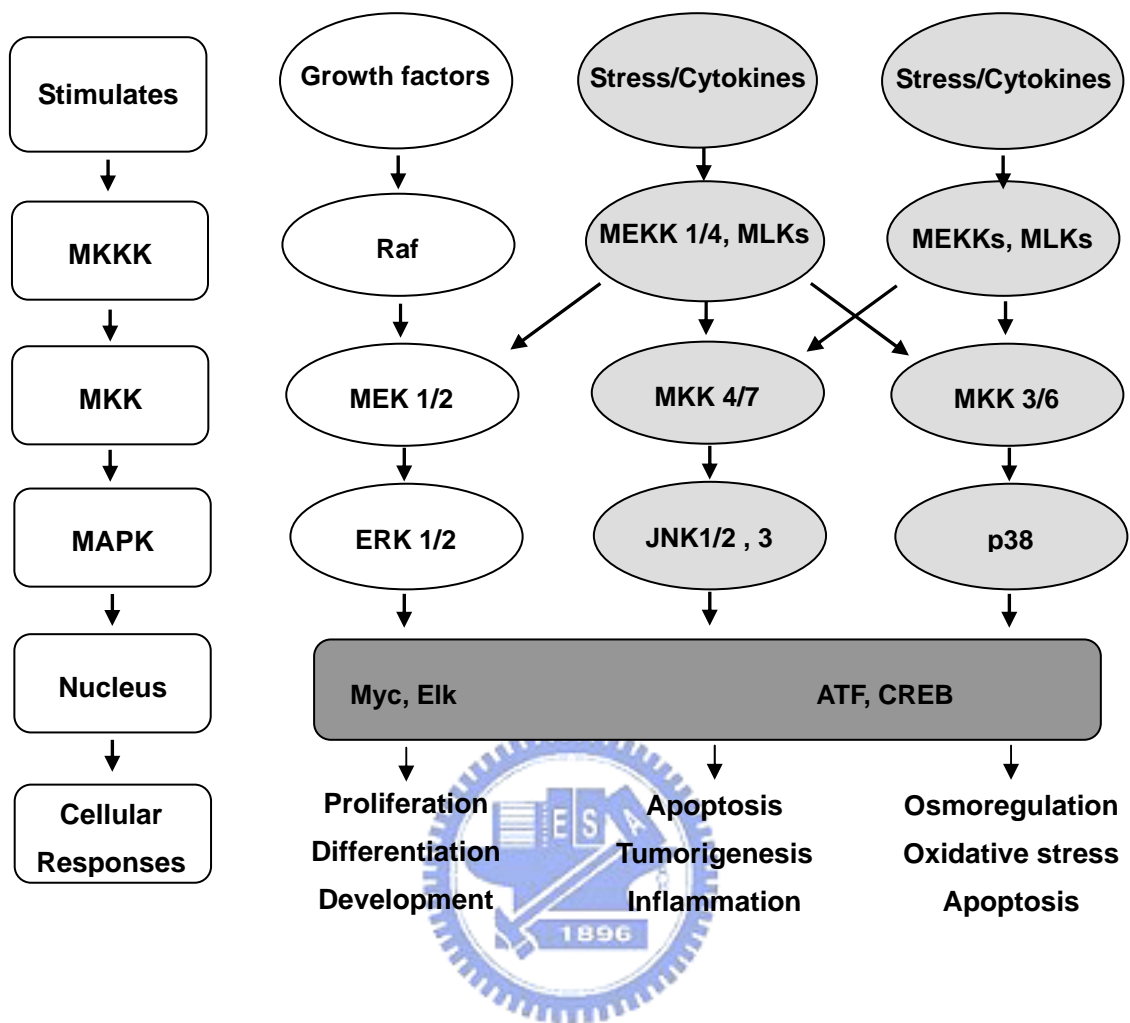 Stimulates
Growth factors
Stress/Cytokines
Stress/Cytokines
MKKK
Raf
MEKK 1/4, MLKs
MEKKs, MLKs
MKK
MEK 1/2
MKK 4/7
MKK 3/6
MAPK
ERK 1/2
JNK1/2 , 3
p38
Nucleus
Myc, Elk
ATF, CREB
Cellular
Responses
Proliferation
Differentiation
Development
Apoptosis
Tumorigenesis
Inflammation
Osmoregulation
Oxidative stress
Apoptosis
E S A
1896